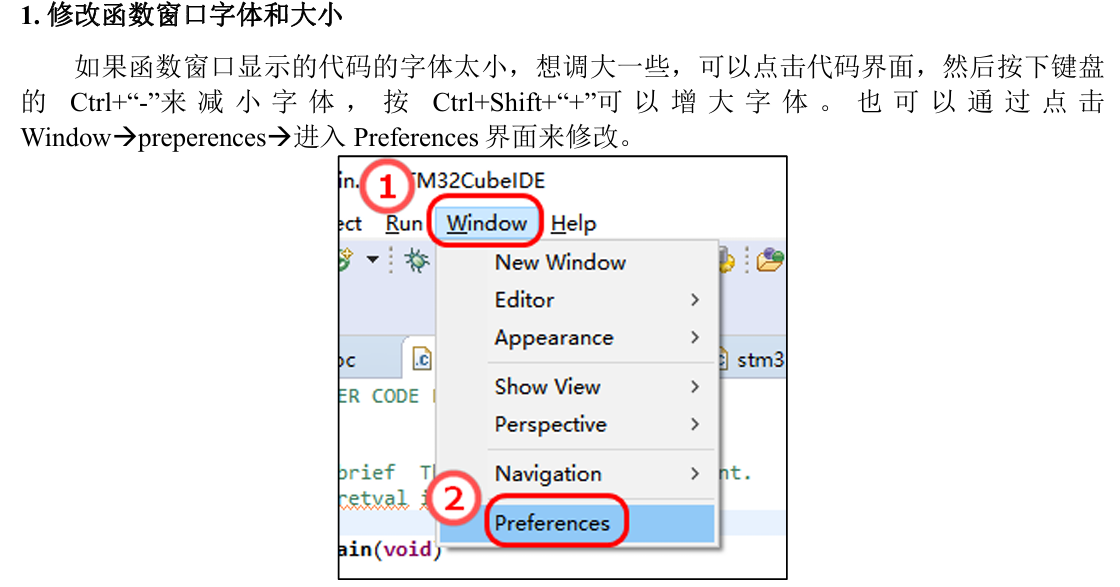 1. 修改函数窗口字体和大小
如果函数窗口显示的代码的字体太小，想调大一些，可以点击代码界面，然后按下键盘
的 Ctrl+“-”来减小字体，按 Ctrl+Shift+“+”可以增大字体。也可以通过点击
Window→preperences→进入 Preferences 界面来修改。
in. 1 TM32CubeIDE
ect Run Window Help
New Window
Editor
Appearance
oc .c stm3
Show View
ER CODE
Perspective
brief Navigation nt.
retval 2
Preferences
ain(void)